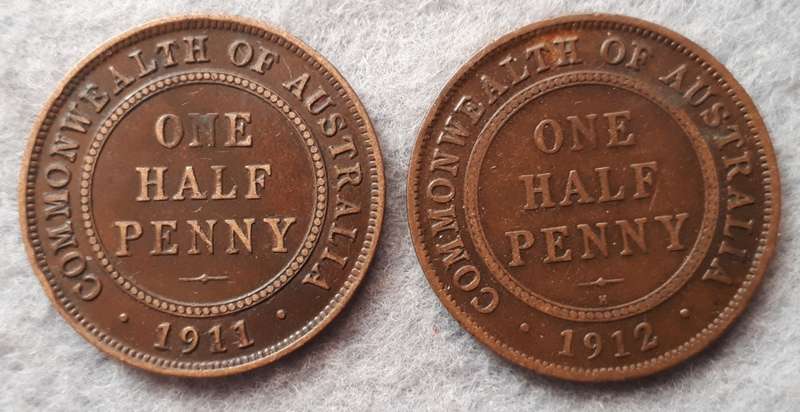 COMMONWEALTH OF AUSTRALIA
ONE
HALF
PENNY
· 1911 ·
COMMONWEALTH OF AUSTRALIA
ONE
HALF
PENNY
H
· 1912 ·